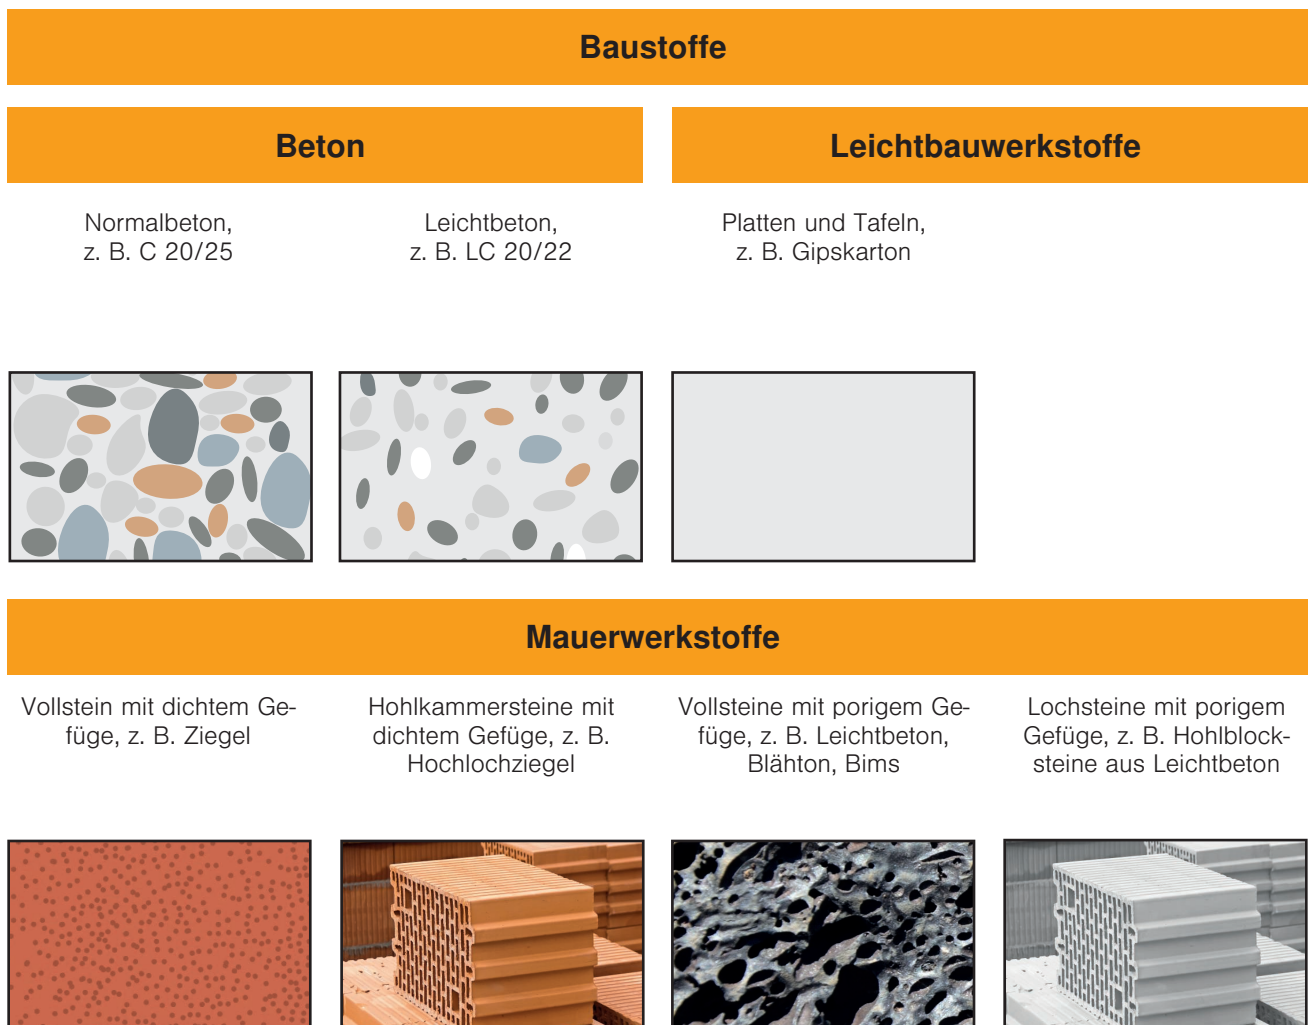 Baustoffe
Beton
Leichtbauwerkstoffe
Normalbeton,
z. B. C 20/25
Leichtbeton,
z. B. LC 20/22
Platten und Tafeln,
z. B. Gipskarton
Mauerwerkstoffe
Vollstein mit dichtem Ge-
füge, z. B. Ziegel
Hohlkammersteine mit
dichtem Gefüge, z. B.
Hochlochziegel
Vollsteine mit porigem Ge-
füge, z. B. Leichtbeton,
Blähton, Bims
Lochsteine mit porigem
Gefüge, z. B. Hohlblock-
steine aus Leichtbeton